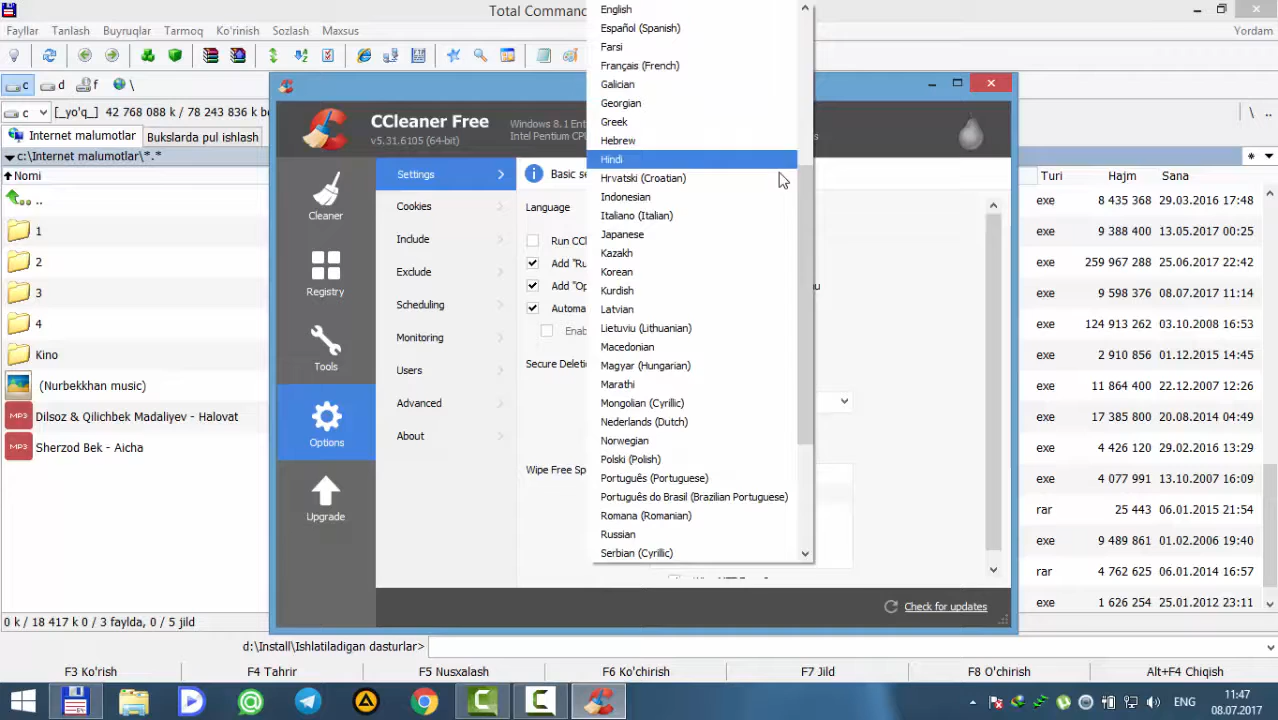 Total Comman
Fayllar Tanlash Buyruqlar Tarmoq Ko'rinish Sozlash Maxsus
Yordam
c d f \
c [_yo'q_] 42 768 088 k / 78 243 836 k b
\ ..
Internet malumotlar Bukslarda pul ishlash
c:\Internet malumotlar\*.*
* ▼
Nomi
Turi Hajm Sana
..
1
2
3
4
Kino
(Nurbekkhan music)
MP3 Dilsoz & Qilichbek Madaliyev - Halovat
MP3 Sherzod Bek - Aicha
exe 8 435 368 29.03.2016 17:48
exe 9 388 400 13.05.2017 00:25
exe 259 967 288 25.06.2017 22:42
exe 9 598 376 08.07.2017 11:14
exe 124 913 262 03.10.2008 16:53
exe 2 910 856 01.12.2015 14:45
exe 11 864 400 22.12.2007 12:26
exe 17 385 800 20.08.2014 04:49
exe 4 426 120 29.02.2016 13:29
exe 4 077 991 13.10.2007 16:09
rar 23 445 06.01.2015 21:54
exe 9 489 861 01.02.2006 19:40
rar 4 762 625 06.01.2014 16:57
exe 1 626 254 25.01.2012 23:11
CCleaner Free
v5.31.6105 (64-bit)
Windows 8.1 Ente
Intel Pentium CPU
Cleaner
Registry
Tools
Options
Upgrade
Settings
Cookies
Include
Exclude
Scheduling
Monitoring
Users
Advanced
About
Basic se
Language
Run CCl
Add "Ru
Add "Op
Automa
Enab
Secure Deletio
Wipe Free Sp
English
Español (Spanish)
Farsi
Français (French)
Galician
Georgian
Greek
Hebrew
Hindi
Hrvatski (Croatian)
Indonesian
Italiano (Italian)
Japanese
Kazakh
Korean
Kurdish
Latvian
Lietuviu (Lithuanian)
Macedonian
Magyar (Hungarian)
Marathi
Mongolian (Cyrillic)
Nederlands (Dutch)
Norwegian
Polski (Polish)
Português (Portuguese)
Português do Brasil (Brazilian Portuguese)
Romana (Romanian)
Russian
Serbian (Cyrillic)
Check for updates
0 k / 18 417 k 0 / 3 faylda, 0 / 5 jild
d:\Install\Ishlatiladigan dasturlar>
F3 Ko'rish F4 Tahrir F5 Nusxalash F6 Ko'chirish F7 Jild F8 O'chirish Alt+F4 Chiqish
ENG
11:47
08.07.2017